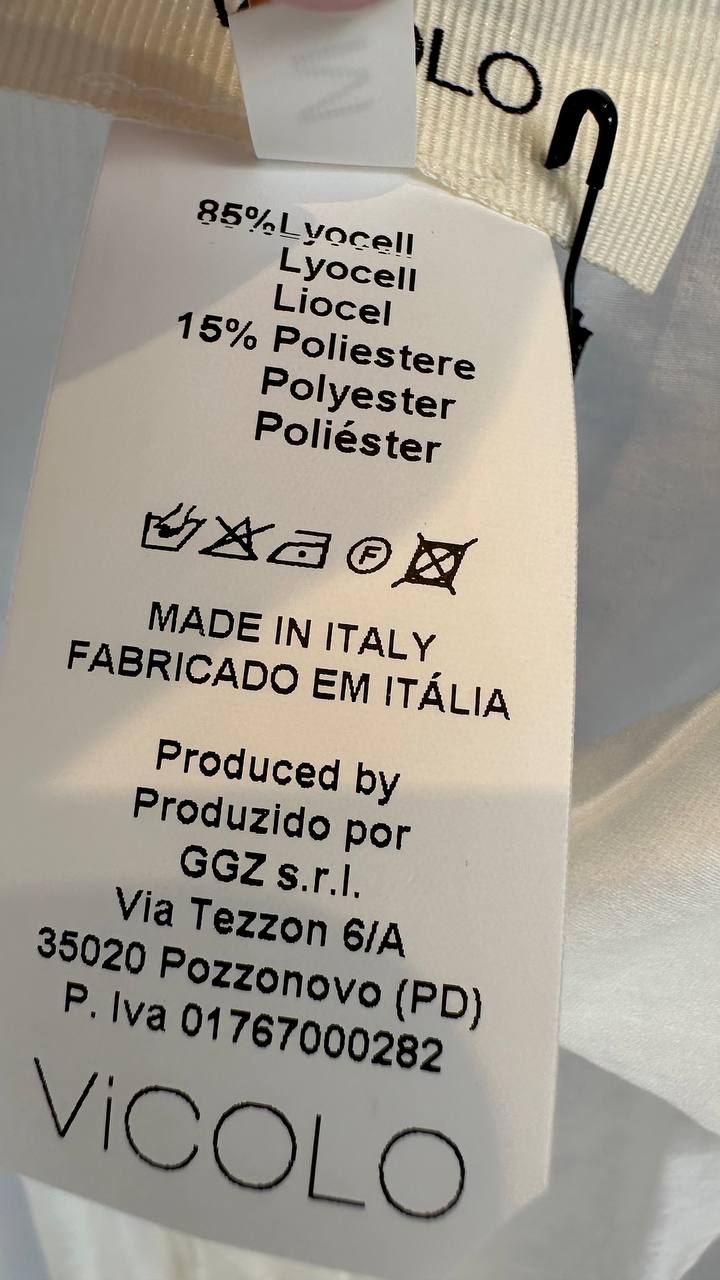 LO
M
85%Lyocell
Lyocell
Liocel
15% Poliestere
Polyester
Poliéster
F
MADE IN ITALY
FABRICADO EM ITÁLIA
Produced by
Produzido por
GGZ s.r.l.
Via Tezzon 6/A
35020 Pozzonovo (PD)
P. Iva 01767000282
ViCOLO